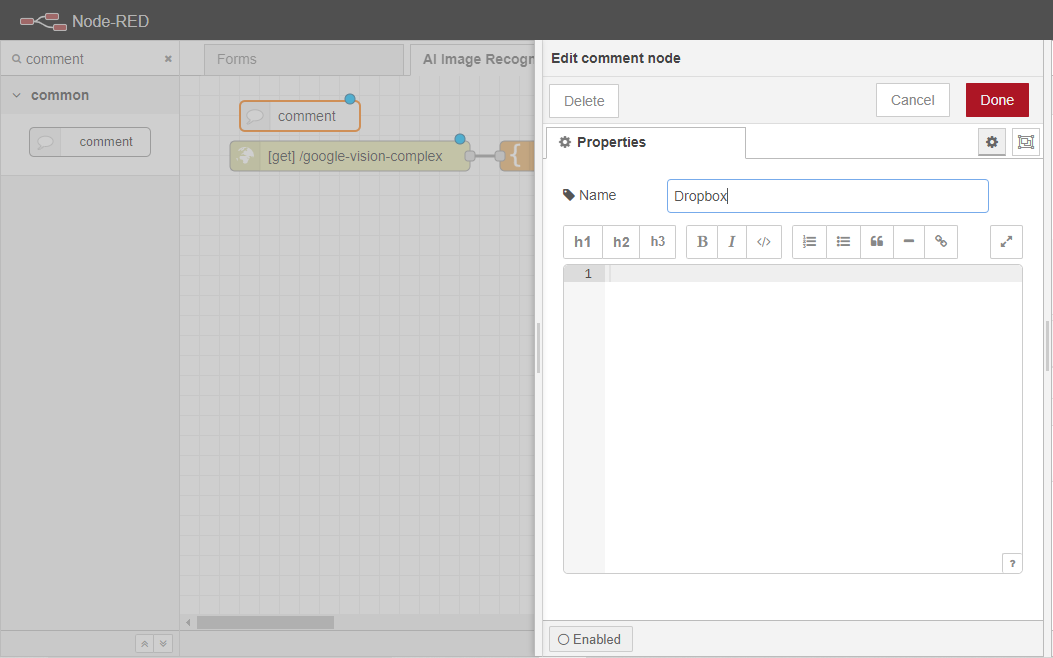 Node-RED
comment
Forms
AI Image Recogn
Edit comment node
Delete
Cancel
Done
common
comment
comment
[get] /google-vision-complex
{
Properties
Name
Dropbox
h1 h2 h3 B I </>
1
?
Enabled